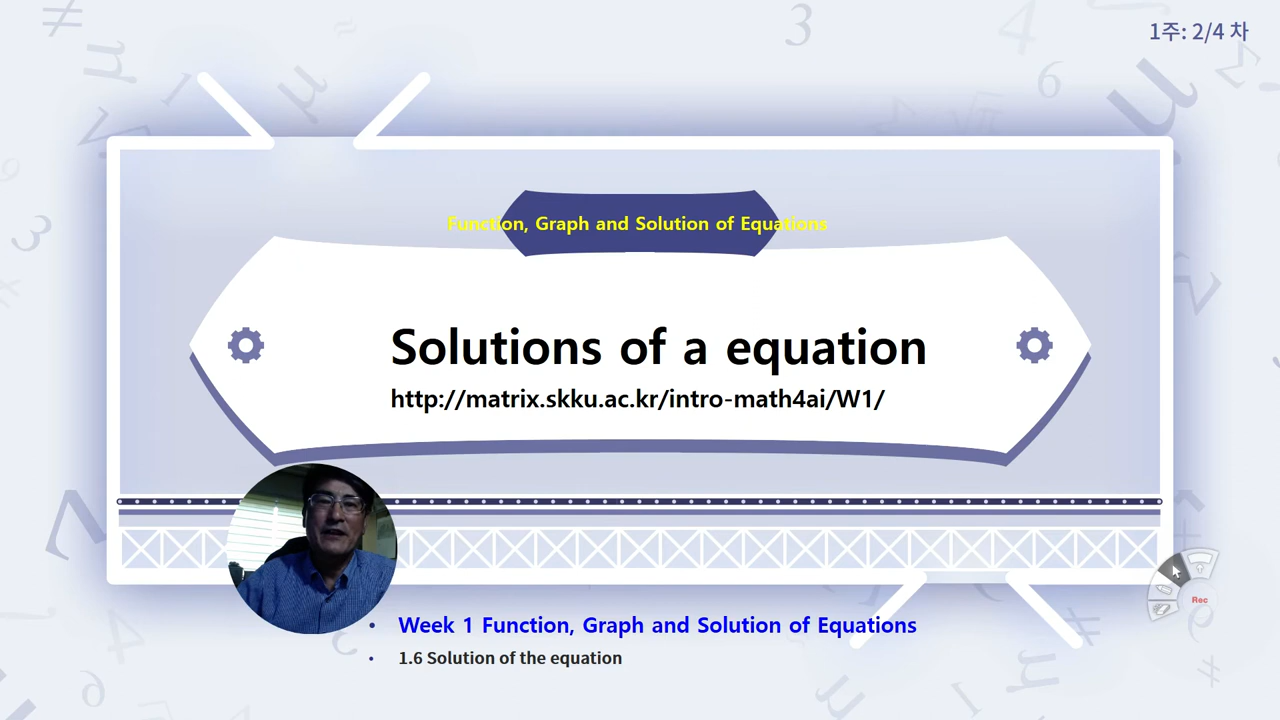 1주: 2/4 차
Function, Graph and Solution of Equations
Solutions of a equation
http://matrix.skku.ac.kr/intro-math4ai/W1/
Rec
• Week 1 Function, Graph and Solution of Equations
• 1.6 Solution of the equation